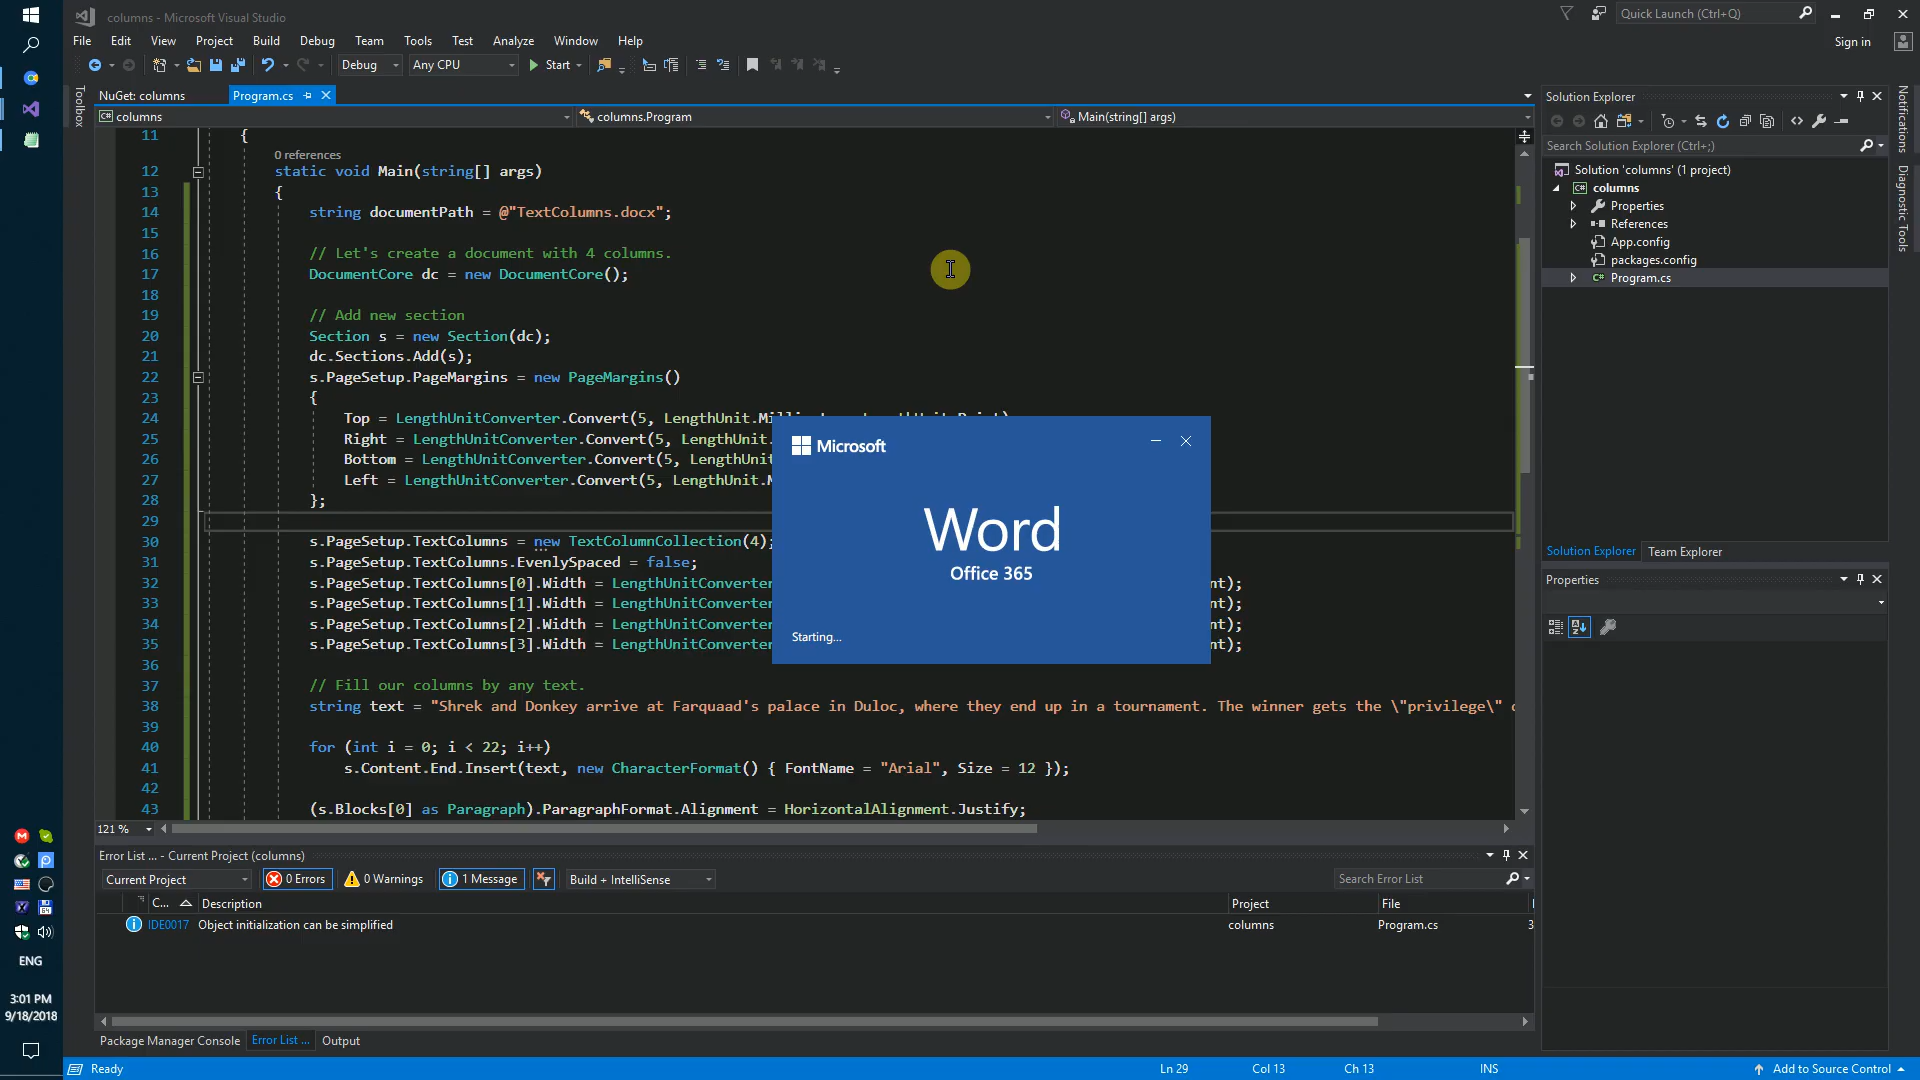 columns - Microsoft Visual Studio
Quick Launch (Ctrl+Q)
File Edit View Project Build Debug Team Tools Test Analyze Window Help
Sign in
Debug Any CPU Start
Toolbox
NuGet: columns Program.cs
columns columns.Program Main(string[] args)
11 {
0 references
12 static void Main(string[] args)
13 {
14 string documentPath = @"TextColumns.docx";
15
16 // Let's create a document with 4 columns.
17 DocumentCore dc = new DocumentCore();
18
19 // Add new section
20 Section s = new Section(dc);
21 dc.Sections.Add(s);
22 s.PageSetup.PageMargins = new PageMargins()
23 {
24 Top = LengthUnitConverter.Convert(5, LengthUnit.
25 Right = LengthUnitConverter.Convert(5, LengthUnit.
26 Bottom = LengthUnitConverter.Convert(5, LengthUni
27 Left = LengthUnitConverter.Convert(5, LengthUnit.
28 };
29
30 s.PageSetup.TextColumns = new TextColumnCollection(4);
31 s.PageSetup.TextColumns.EvenlySpaced = false;
32 s.PageSetup.TextColumns[0].Width = LengthUnitConverter nt);
33 s.PageSetup.TextColumns[1].Width = LengthUnitConverter nt);
34 s.PageSetup.TextColumns[2].Width = LengthUnitConverter nt);
35 s.PageSetup.TextColumns[3].Width = LengthUnitConverter nt);
36
37 // Fill our columns by any text.
38 string text = "Shrek and Donkey arrive at Farquaad's palace in Duloc, where they end up in a tournament. The winner gets the \"privilege\"
39
40 for (int i = 0; i < 22; i++)
41 s.Content.End.Insert(text, new CharacterFormat() { FontName = "Arial", Size = 12 });
42
43 (s.Blocks[0] as Paragraph).ParagraphFormat.Alignment = HorizontalAlignment.Justify;
Microsoft
Word
Office 365
Starting...
121 %
Error List ... - Current Project (columns)
Current Project 0 Errors 0 Warnings 1 Message Build + IntelliSense Search Error List
C... Description Project File
IDE0017 Object initialization can be simplified columns Program.cs 3
Package Manager Console Error List ... Output
Solution Explorer
Search Solution Explorer (Ctrl+;)
Solution 'columns' (1 project)
columns
Properties
References
App.config
packages.config
Program.cs
Solution Explorer Team Explorer
Properties
Notifications
Diagnostic Tools
ENG
3:01 PM
9/18/2018
Ready Ln 29 Col 13 Ch 13 INS Add to Source Control